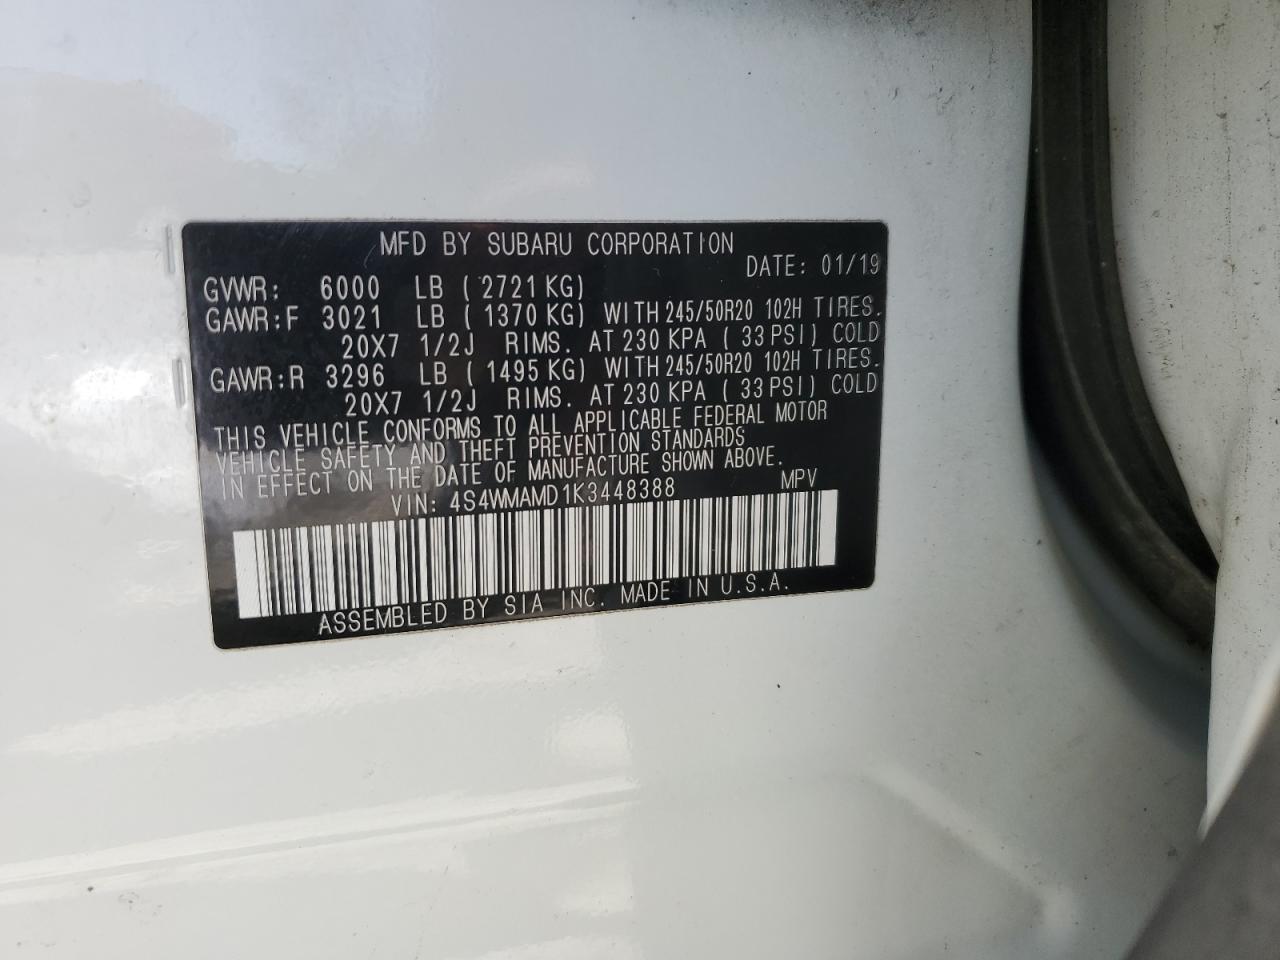 MFD BY SUBARU CORPORATION
DATE: 01/19
GVWR: 6000 LB ( 2721 KG)
GAWR:F 3021 LB ( 1370 KG) WITH 245/50R20 102H TIRES.
20X7 1/2J RIMS. AT 230 KPA ( 33 PSI) COLD
GAWR:R 3296 LB ( 1495 KG) WITH 245/50R20 102H TIRES.
20X7 1/2J RIMS. AT 230 KPA ( 33 PSI) COLD
THIS VEHICLE CONFORMS TO ALL APPLICABLE FEDERAL MOTOR
VEHICLE SAFETY AND THEFT PREVENTION STANDARDS
IN EFFECT ON THE DATE OF MANUFACTURE SHOWN ABOVE.
VIN: 4S4WMAMD1K3448388 MPV
ASSEMBLED BY SIA INC. MADE IN U.S.A.